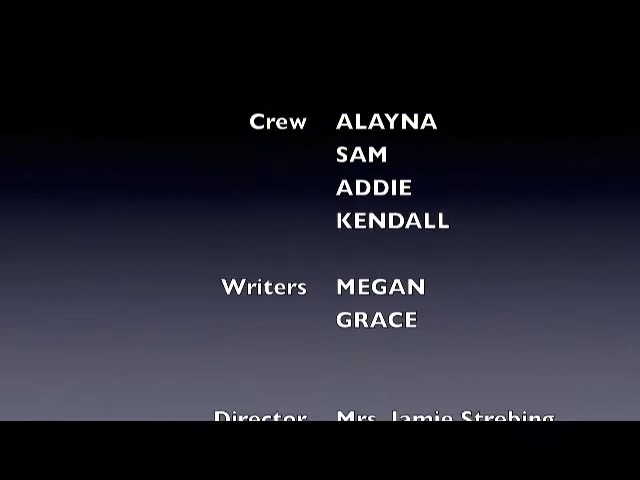 Crew ALAYNA
SAM
ADDIE
KENDALL
Writers MEGAN
GRACE
Director Mrs. Jamie Strebing